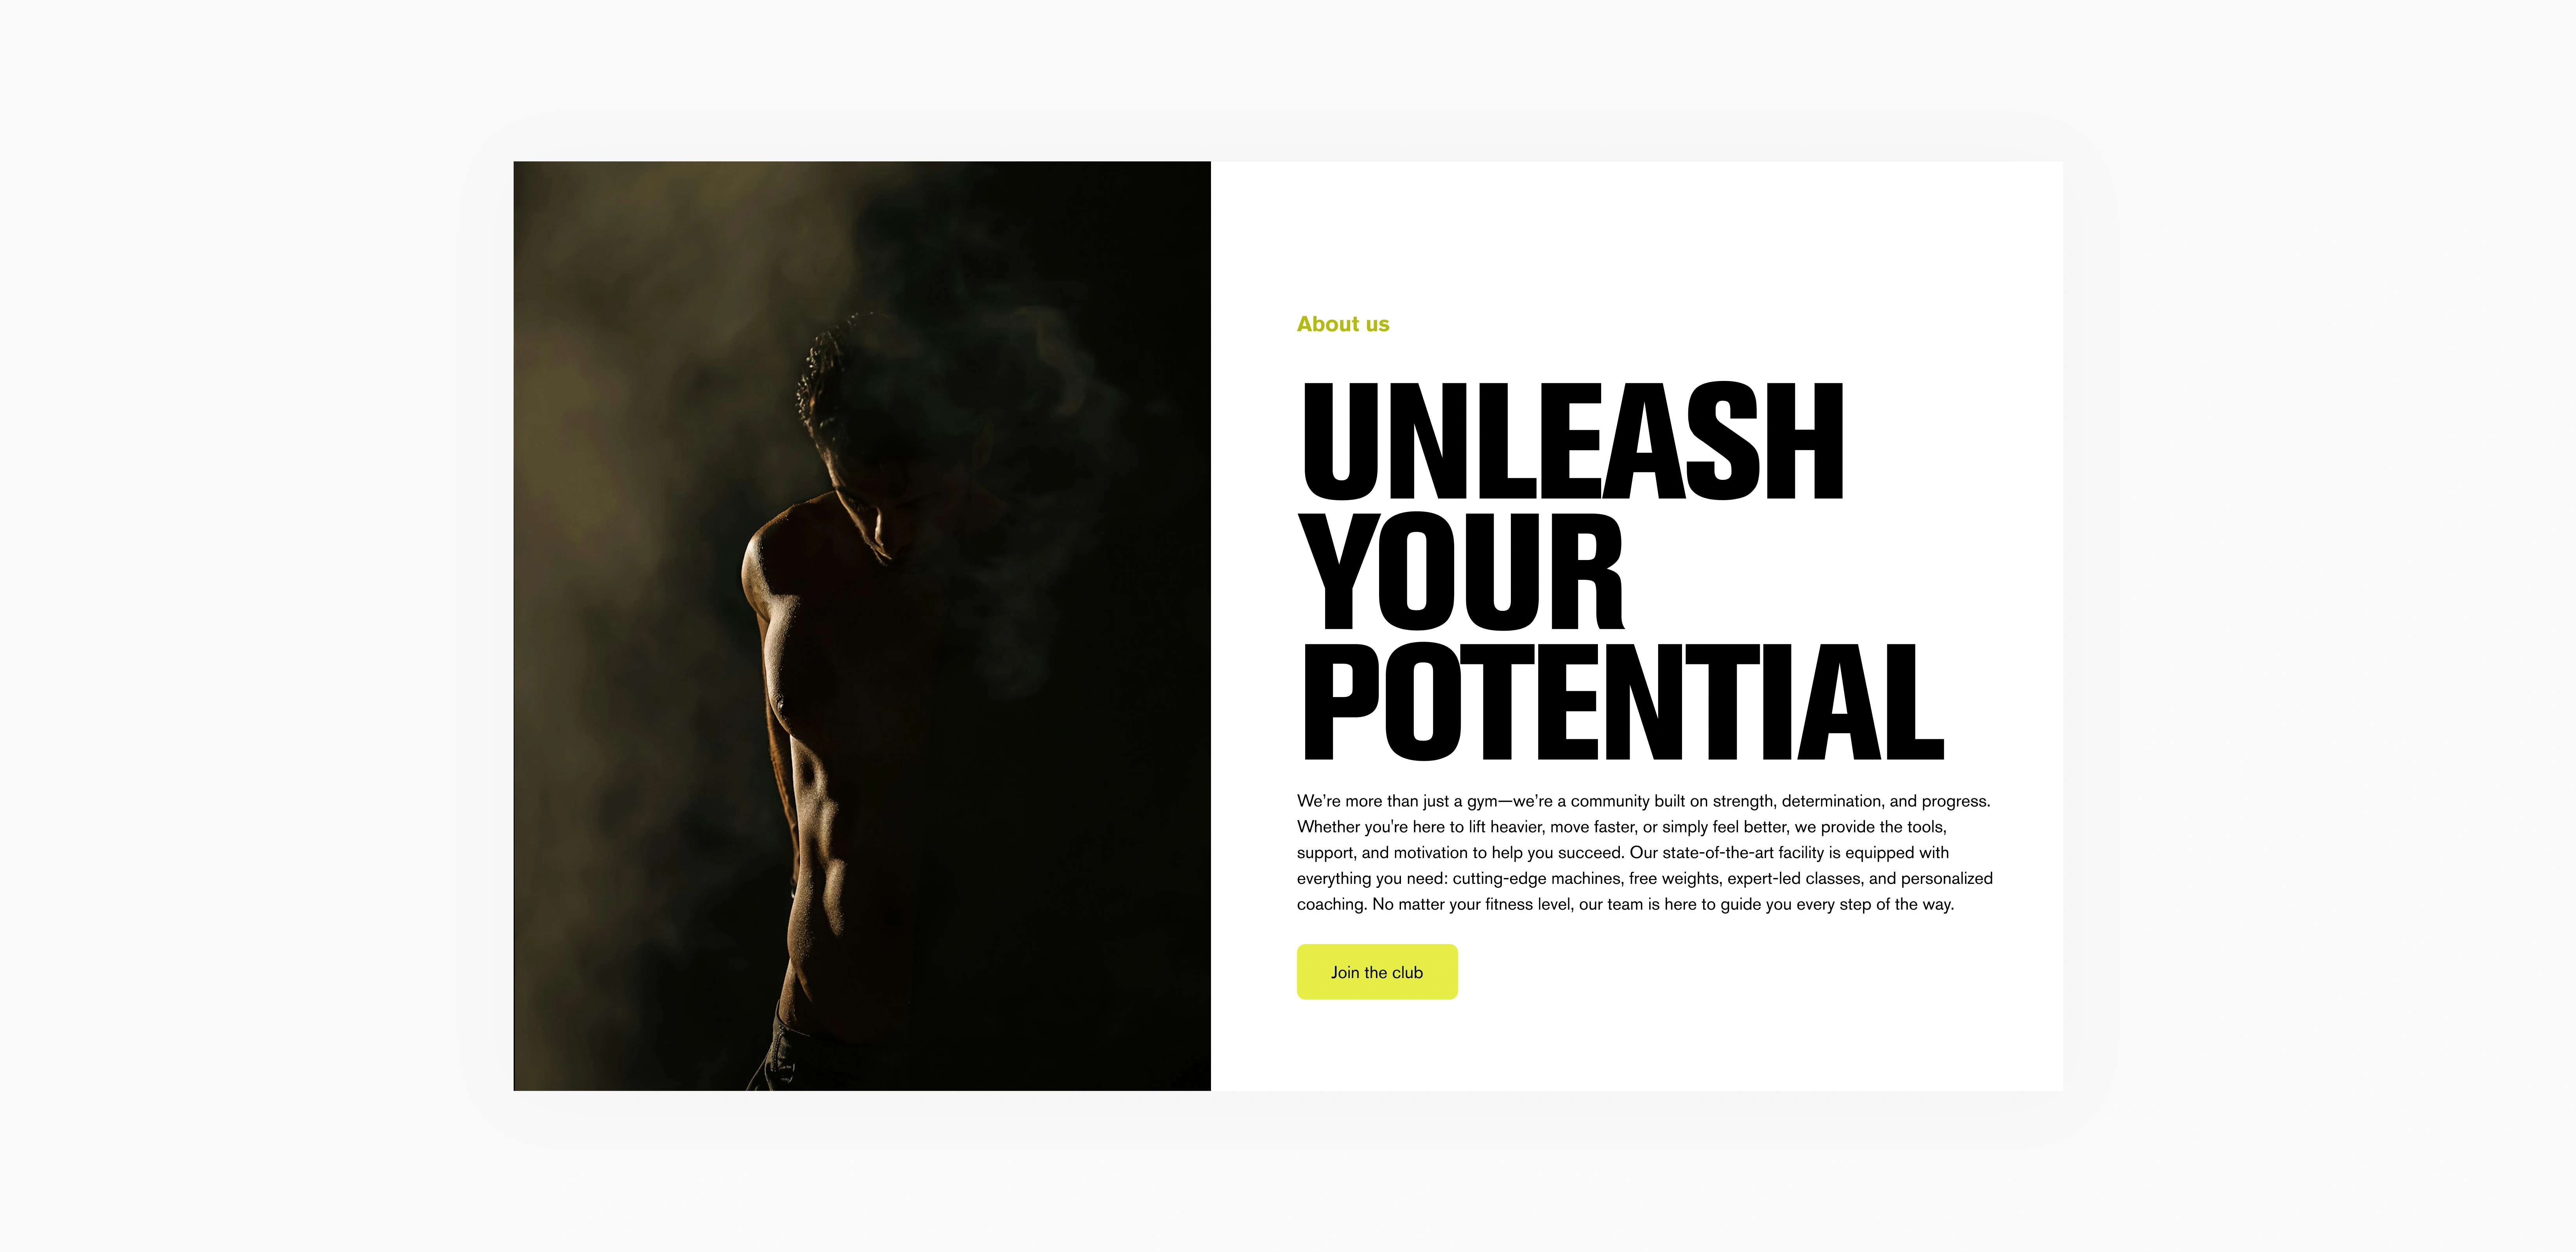 About us
UNLEASH
YOUR
POTENTIAL
We’re more than just a gym—we’re a community built on strength, determination, and progress.
Whether you're here to lift heavier, move faster, or simply feel better, we provide the tools,
support, and motivation to help you succeed. Our state-of-the-art facility is equipped with
everything you need: cutting-edge machines, free weights, expert-led classes, and personalized
coaching. No matter your fitness level, our team is here to guide you every step of the way.
Join the club